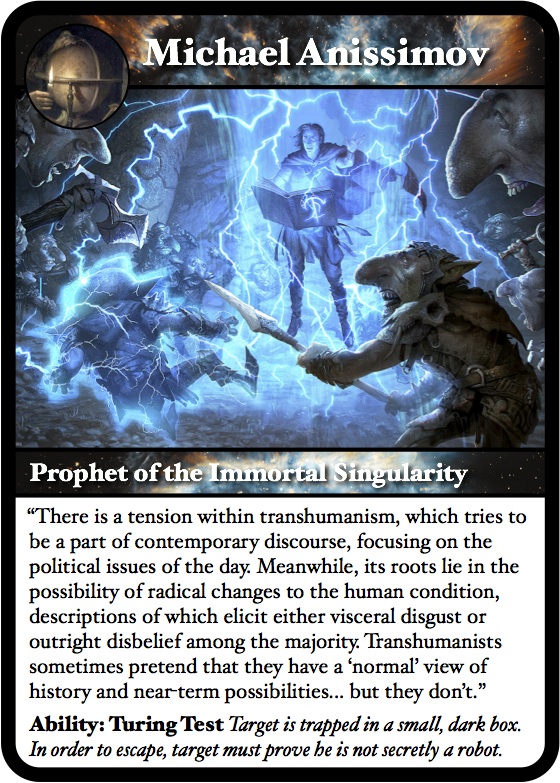 Michael Anissimov
Prophet of the Immortal Singularity
“There is a tension within transhumanism, which tries to
be a part of contemporary discourse, focusing on the
political issues of the day. Meanwhile, its roots lie in the
possibility of radical changes to the human condition,
descriptions of which elicit either visceral disgust or
outright disbelief among the majority. Transhumanists
sometimes pretend that they have a ‘normal’ view of
history and near-term possibilities... but they don’t.”
Ability: Turing Test Target is trapped in a small, dark box.
In order to escape, target must prove he is not secretly a robot.